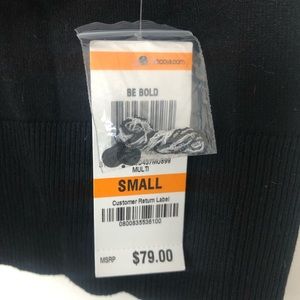 BE BOLD
MULTI
SMALL
Customer Return Label
0800835536100
MSRP $79.00